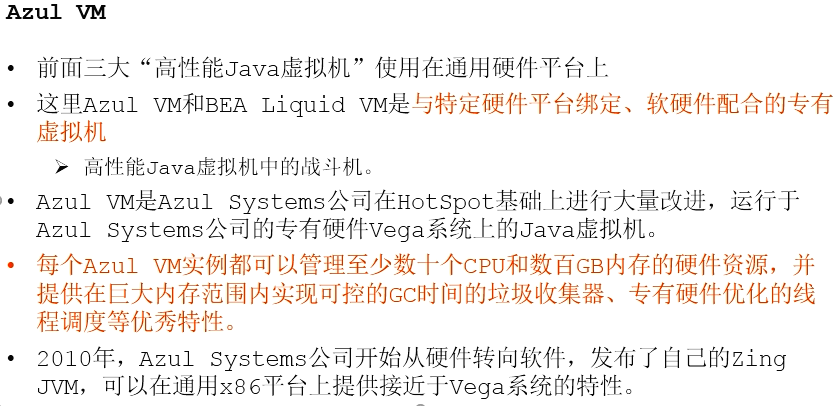 Azul VM
• 前面三大“高性能Java虚拟机”使用在通用硬件平台上
• 这里Azul VM和BEA Liquid VM是与特定硬件平台绑定、软硬件配合的专有
虚拟机
➢ 高性能Java虚拟机中的战斗机。
• Azul VM是Azul Systems公司在HotSpot基础上进行大量改进，运行于
Azul Systems公司的专有硬件Vega系统上的Java虚拟机。
• 每个Azul VM实例都可以管理至少数十个CPU和数百GB内存的硬件资源，并
提供在巨大内存范围内实现可控的GC时间的垃圾收集器、专有硬件优化的线
程调度等优秀特性。
• 2010年，Azul Systems公司开始从硬件转向软件，发布了自己的Zing
JVM，可以在通用x86平台上提供接近于Vega系统的特性。